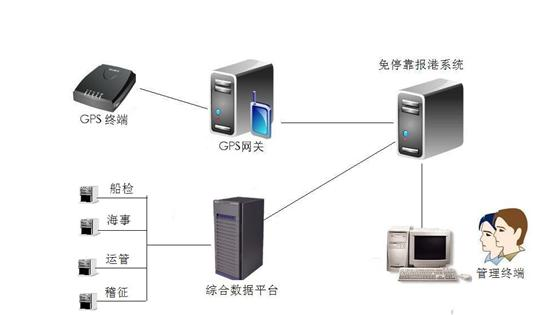 免停靠报港系统
GPS 终端
GPS网关
船检
海事
运管
稽征
综合数据平台
管理终端